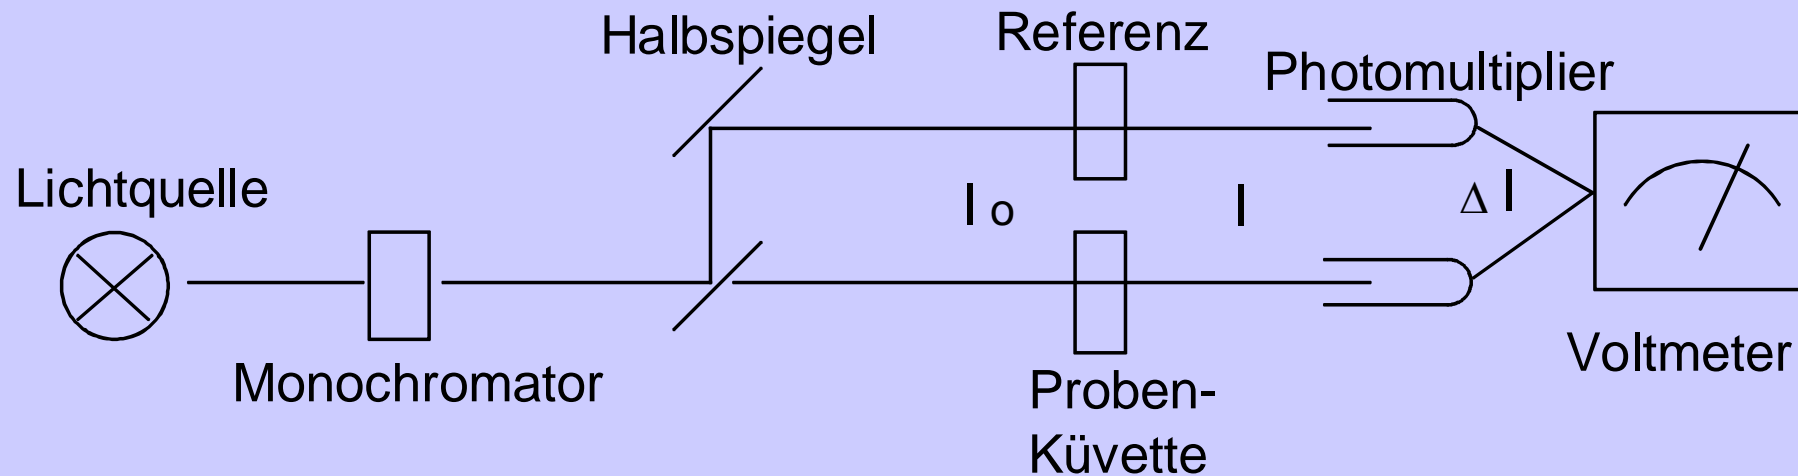 Halbspiegel
Referenz
Photomultiplier
Lichtquelle
I o
I
Δ I
Monochromator
Proben-
Küvette
Voltmeter